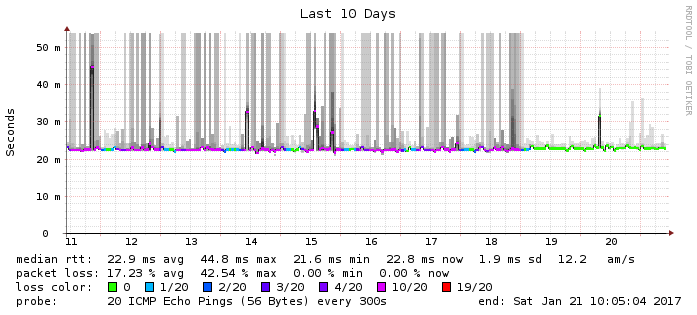 Last 10 Days
RRDTOOL / TOBI OETIKER
Seconds
50 m
40 m
30 m
20 m
10 m
0
11 12 13 14 15 16 17 18 19 20
median rtt: 22.9 ms avg 44.8 ms max 21.6 ms min 22.8 ms now 1.9 ms sd 12.2 am/s
packet loss: 17.23 % avg 42.54 % max 0.00 % min 0.00 % now
loss color: 0 1/20 2/20 3/20 4/20 10/20 19/20
probe: 20 ICMP Echo Pings (56 Bytes) every 300s end: Sat Jan 21 10:05:04 2017